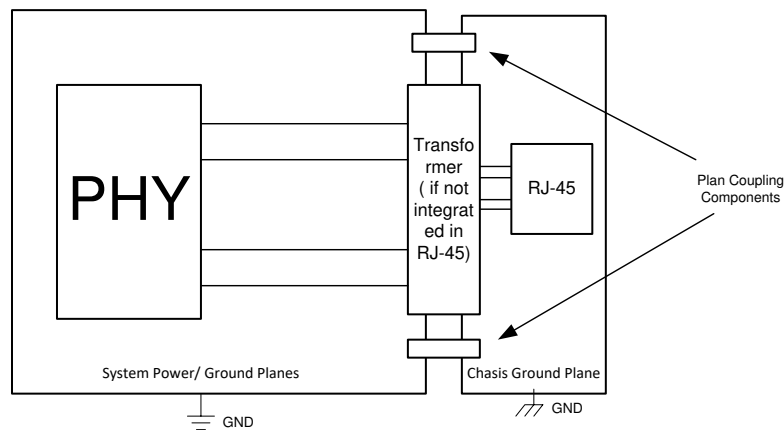 PHY
Transfo
rmer
( if not
integrat
ed in
RJ-45)
RJ-45
Plan Coupling
Components
System Power/ Ground Planes
Chasis Ground Plane
GND
GND